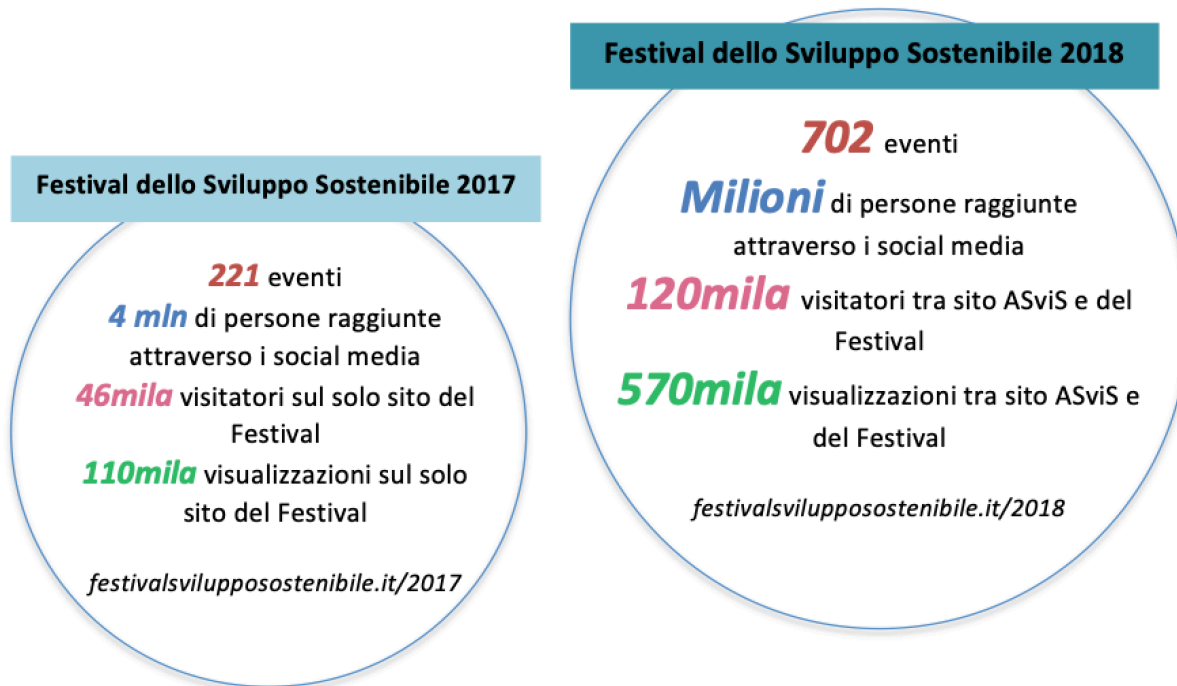 Festival dello Sviluppo Sostenibile 2017
221 eventi
4 mln di persone raggiunte
attraverso i social media
46mila visitatori sul solo sito del
Festival
110mila visualizzazioni sul solo
sito del Festival
festivalsvilupposostenibile.it/2017
Festival dello Sviluppo Sostenibile 2018
702 eventi
Milioni di persone raggiunte
attraverso i social media
120mila visitatori tra sito ASviS e del
Festival
570mila visualizzazioni tra sito ASviS e
del Festival
festivalsvilupposostenibile.it/2018